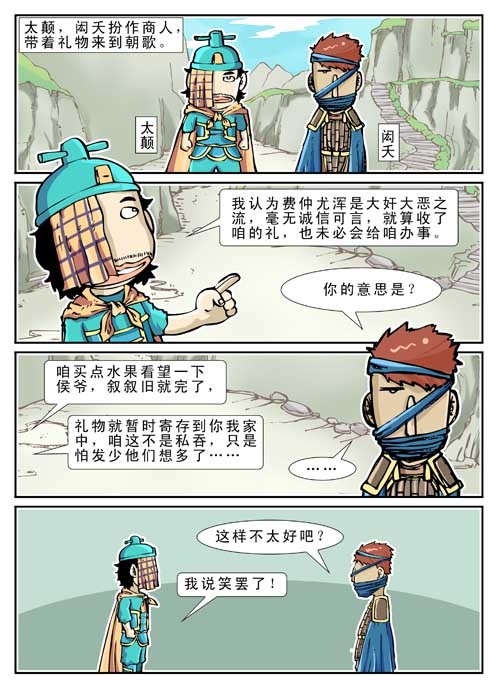 太颠，闳夭扮作商人，
带着礼物来到朝歌。
太颠
闳夭
我认为费仲尤浑是大奸大恶之
流，毫无诚信可言，就算收了
咱的礼，也未必会给咱办事。
你的意思是？
咱买点水果看望一下
侯爷，叙叙旧就完了，
礼物就暂时寄存到你我家
中，咱这不是私吞，只是
怕发少他们想多了……
……
这样不太好吧？
我说笑罢了！